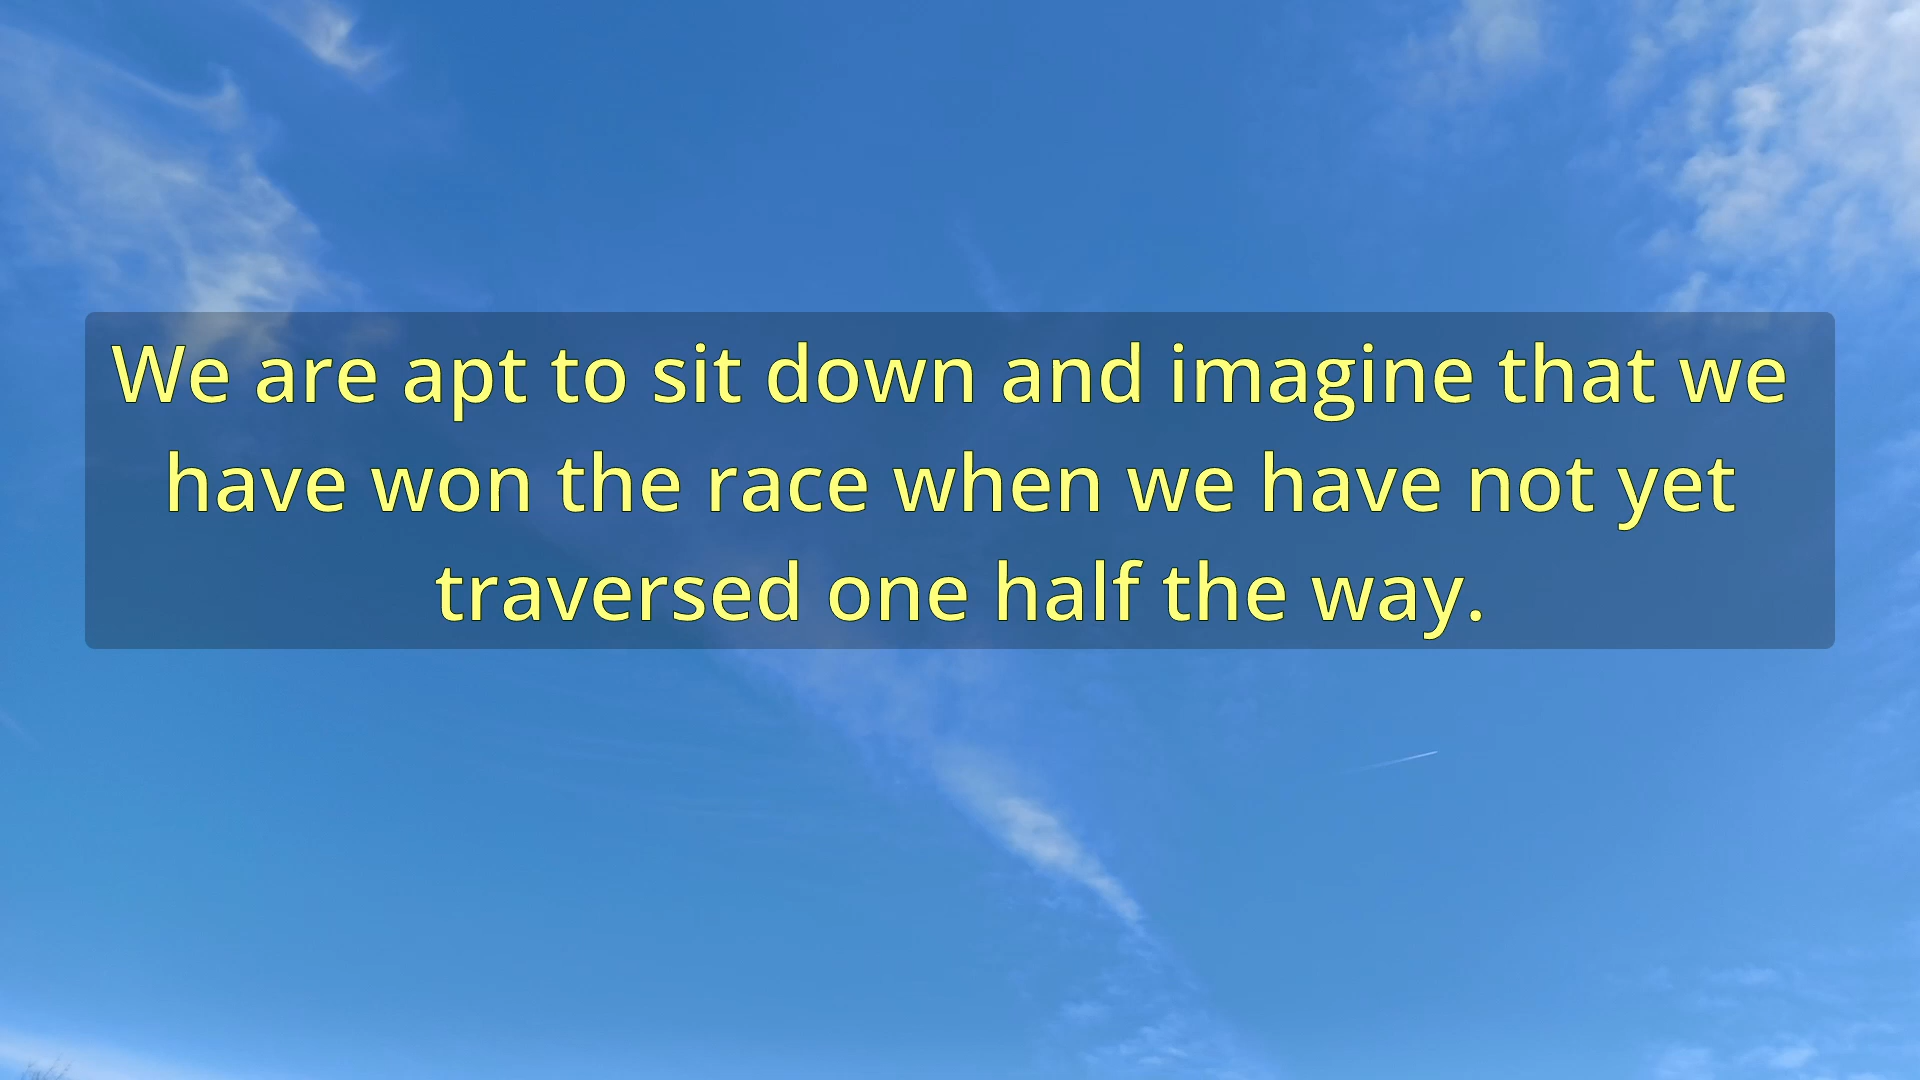 We are apt to sit down and imagine that we
have won the race when we have not yet
traversed one half the way.